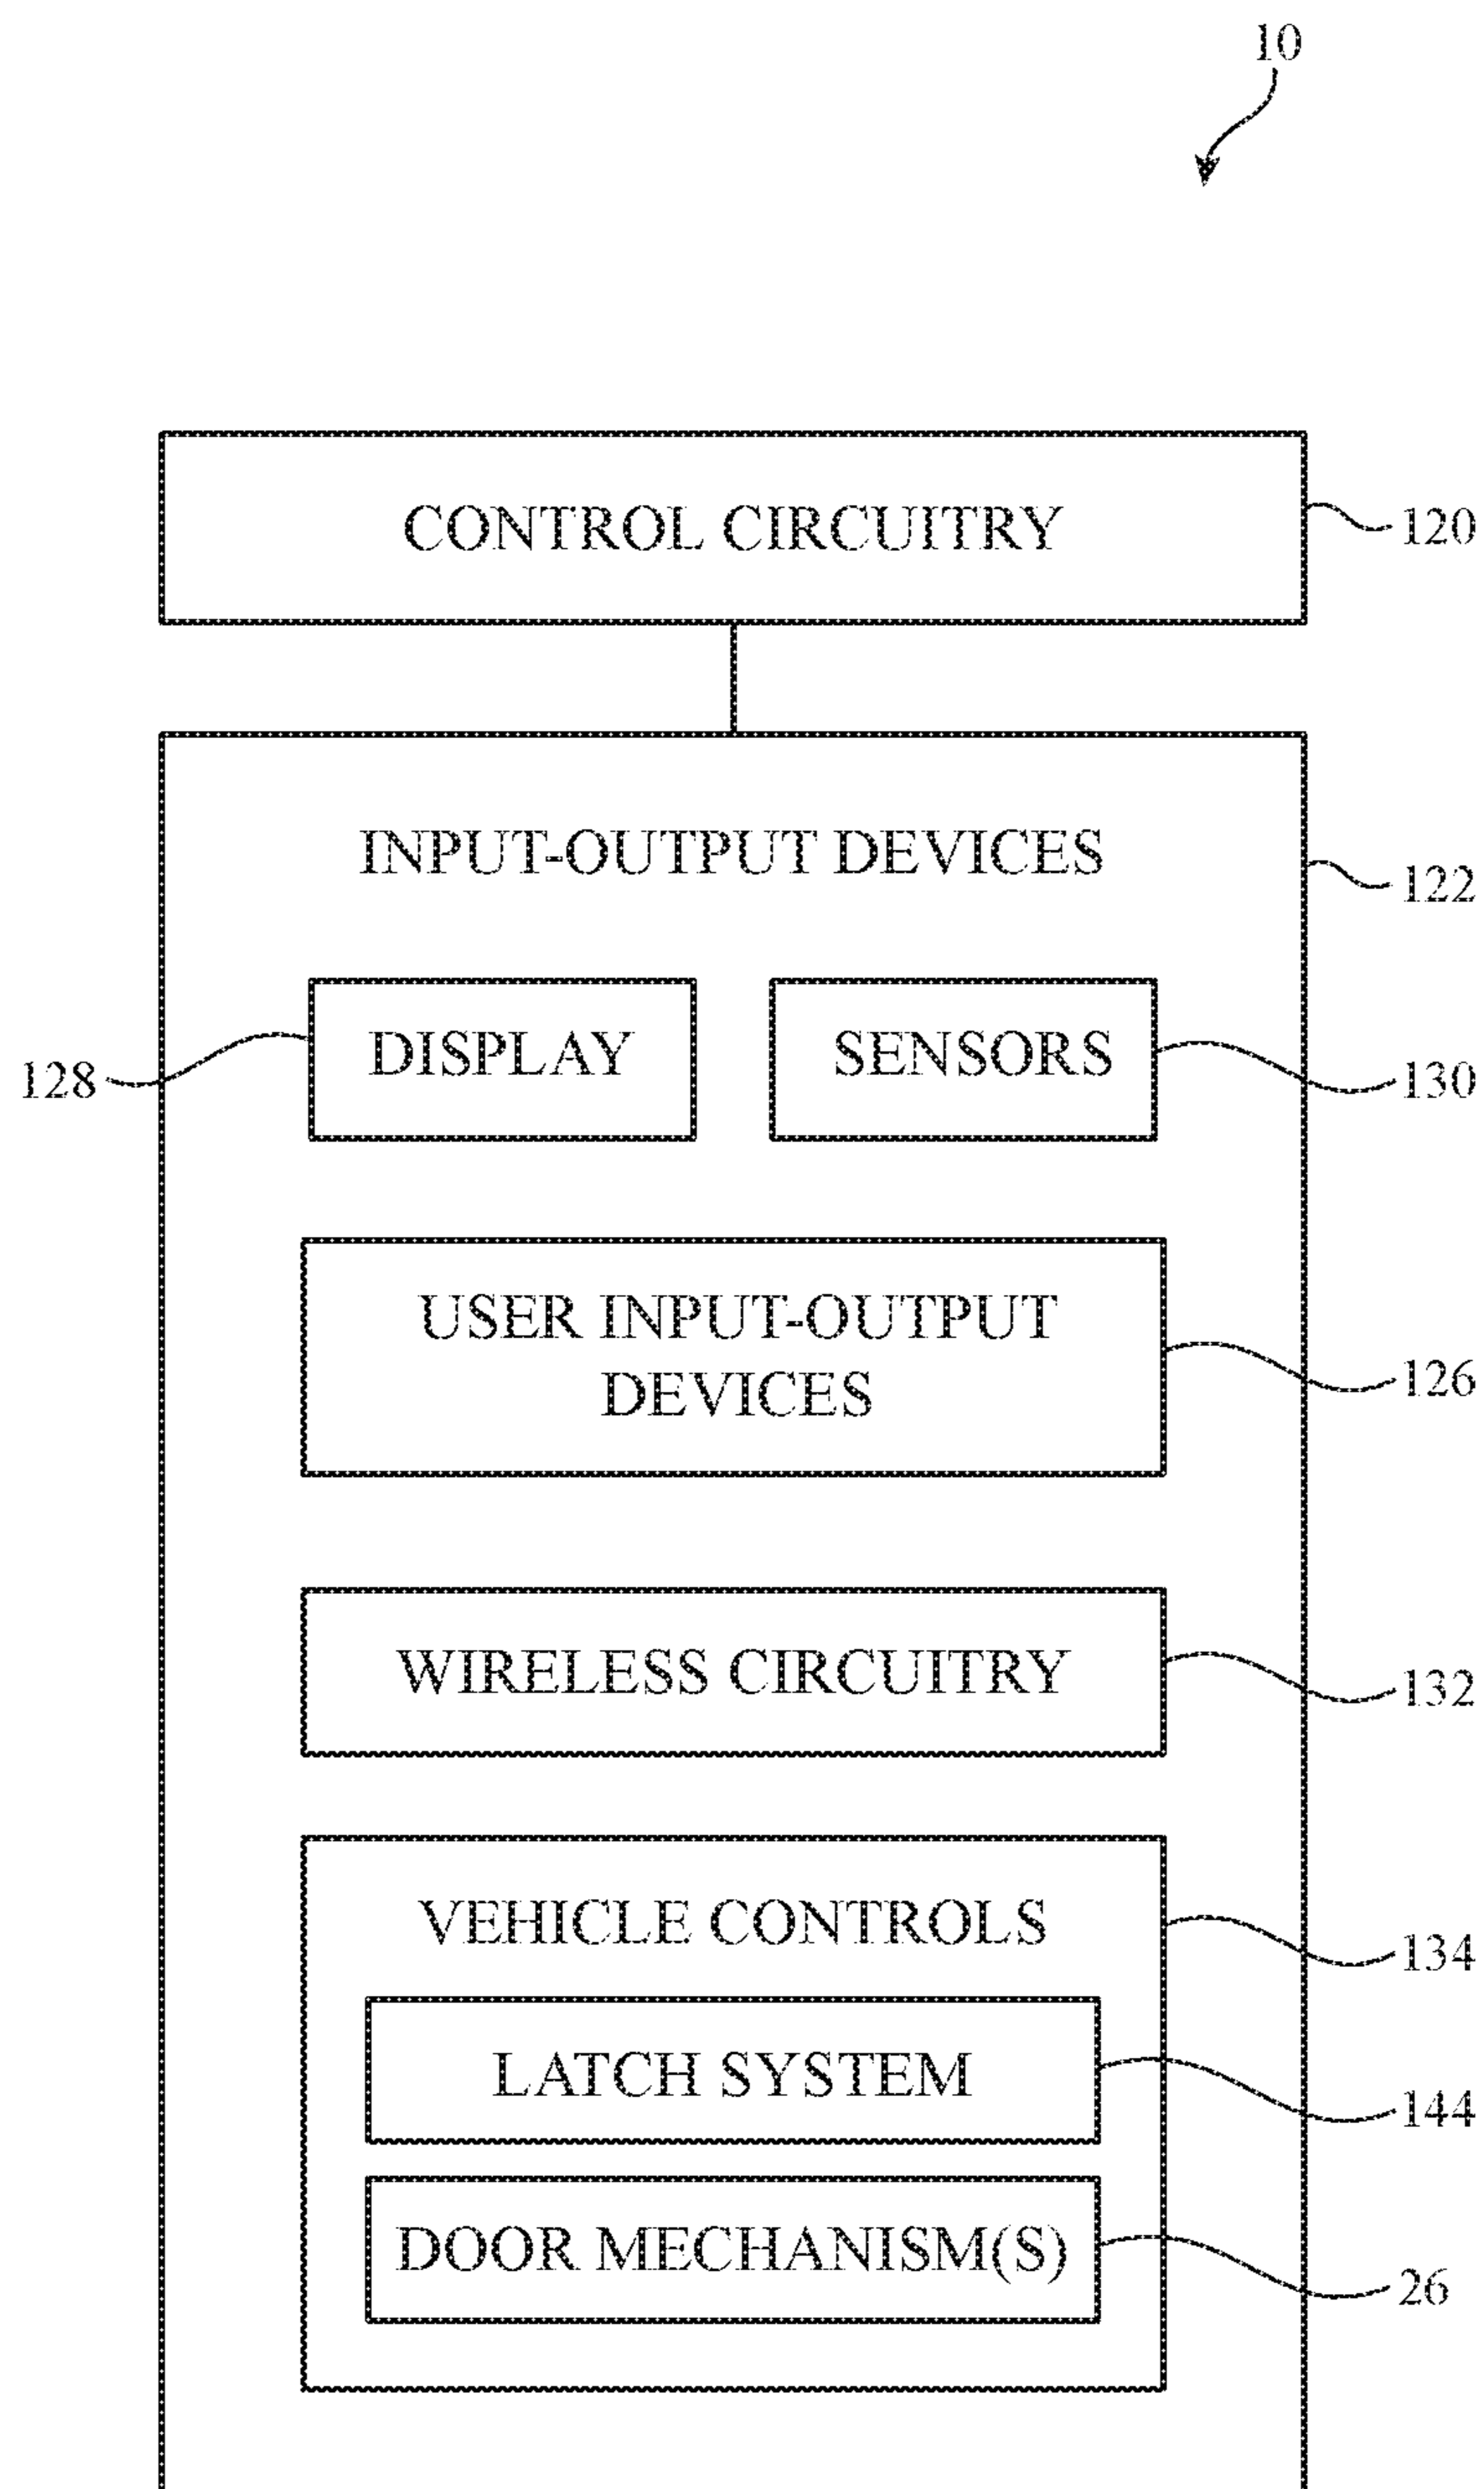 10
CONTROL CIRCUITRY
120
INPUT-OUTPUT DEVICES
122
DISPLAY
SENSORS
128
130
USER INPUT-OUTPUT
DEVICES
126
WIRELESS CIRCUITRY
132
VEHICLE CONTROLS
134
LATCH SYSTEM
144
DOOR MECHANISM(S)
26